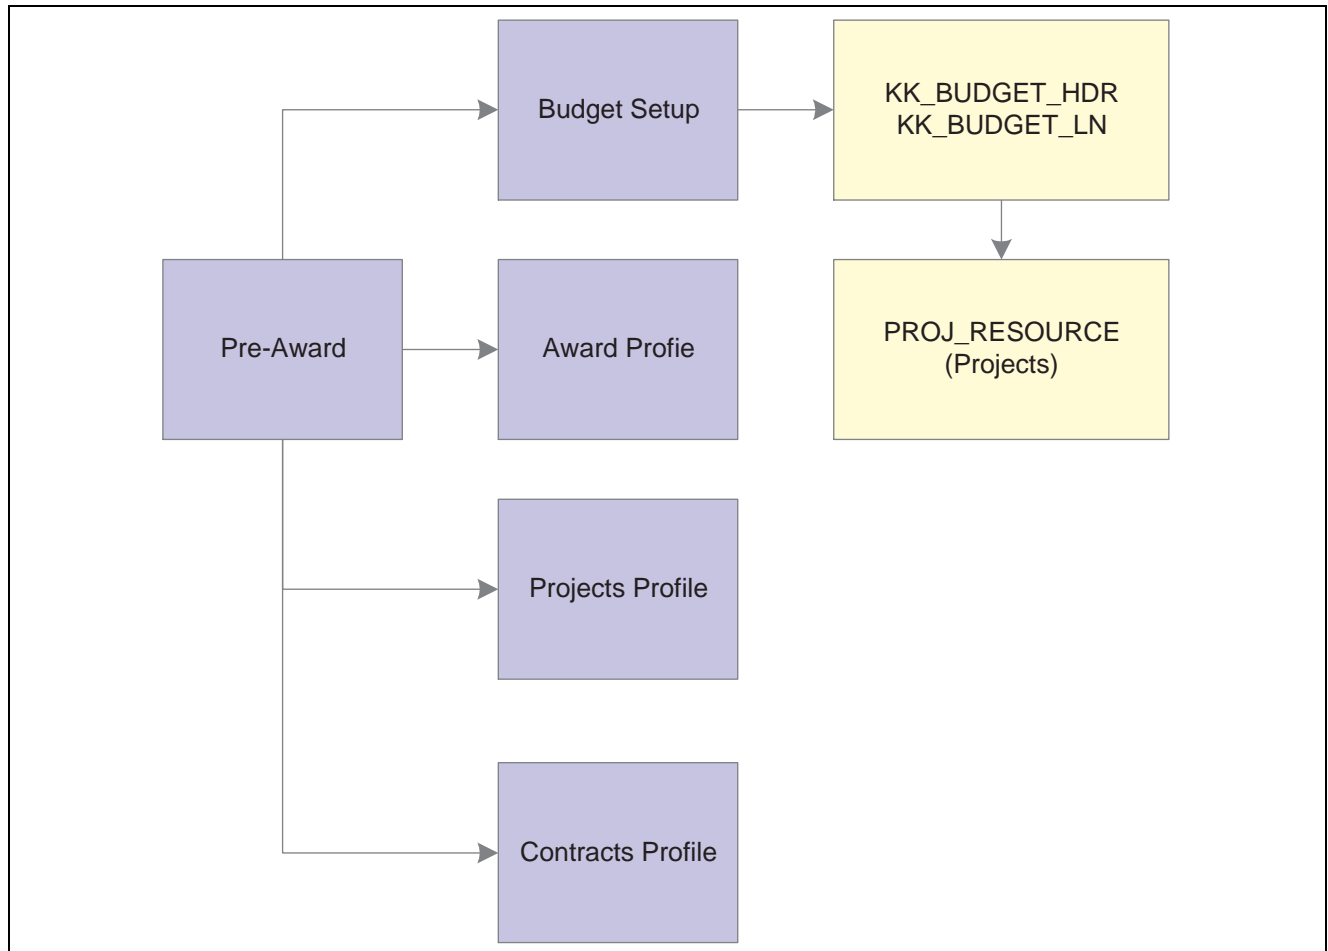 Budget Setup
KK_BUDGET_HDR
KK_BUDGET_LN
Pre-Award
Award Profie
PROJ_RESOURCE
(Projects)
Projects Profile
Contracts Profile